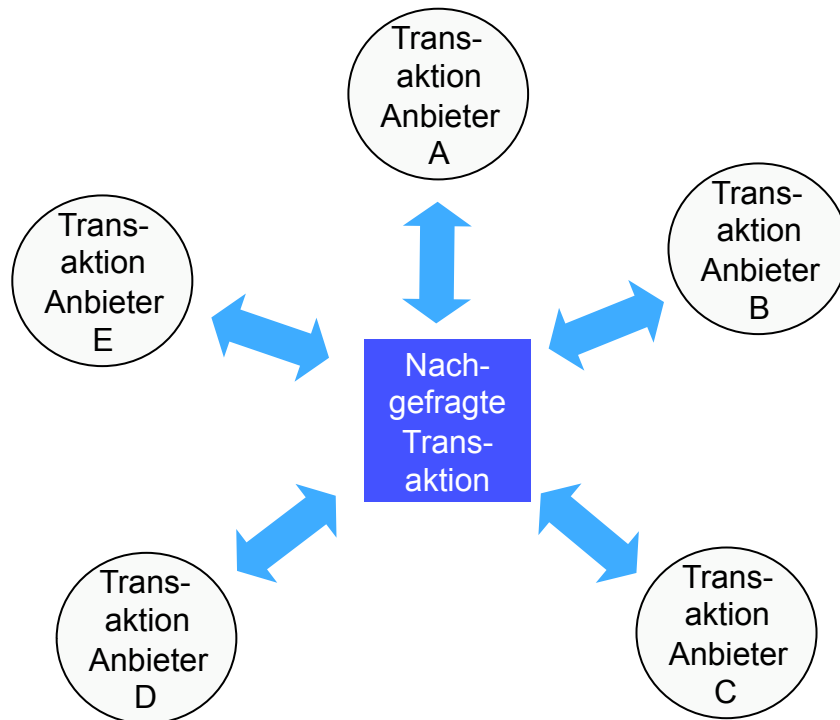 Trans-
aktion
Anbieter
A
Trans-
aktion
Anbieter
B
Trans-
aktion
Anbieter
E
Nach-
gefragte
Trans-
aktion
Trans-
aktion
Anbieter
D
Trans-
aktion
Anbieter
C